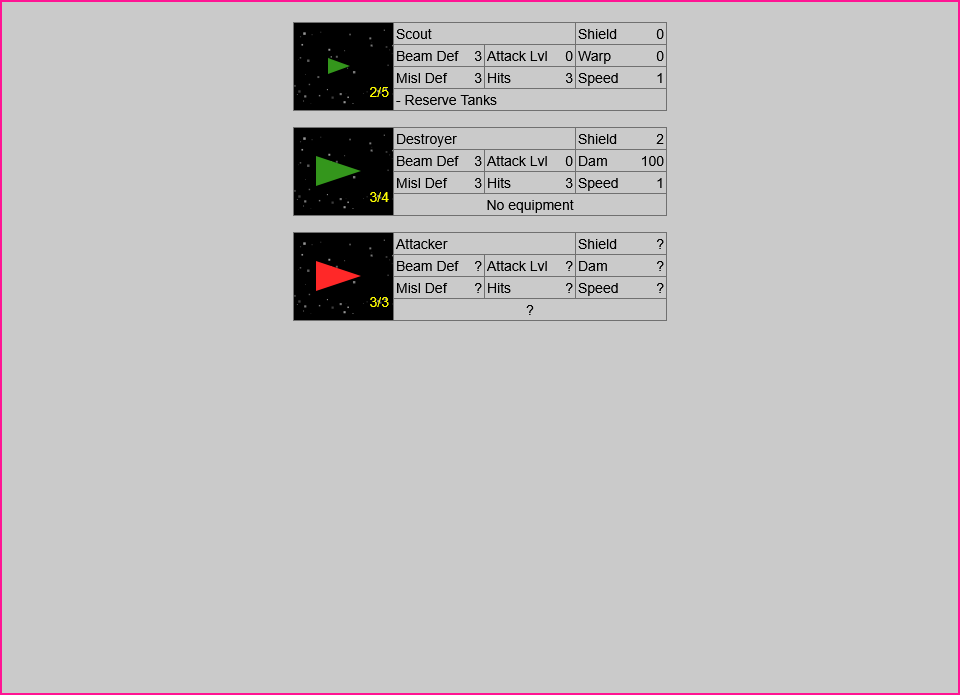 Scout Shield 0
Beam Def 3 Attack Lvl 0 Warp 0
Misl Def 3 Hits 3 Speed 1
2/5
- Reserve Tanks
Destroyer Shield 2
Beam Def 3 Attack Lvl 0 Dam 100
Misl Def 3 Hits 3 Speed 1
3/4
No equipment
Attacker Shield ?
Beam Def ? Attack Lvl ? Dam ?
Misl Def ? Hits ? Speed ?
3/3
?